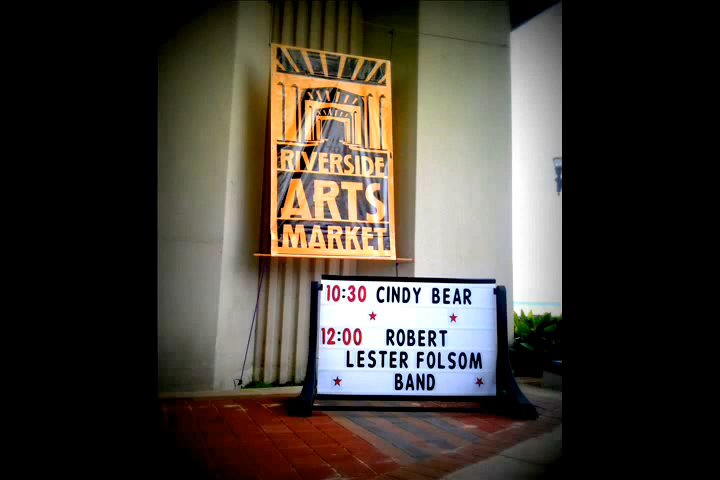 RIVERSIDE
ARTS
MARKET
10:30 CINDY BEAR
12:00 ROBERT
LESTER FOLSOM
BAND